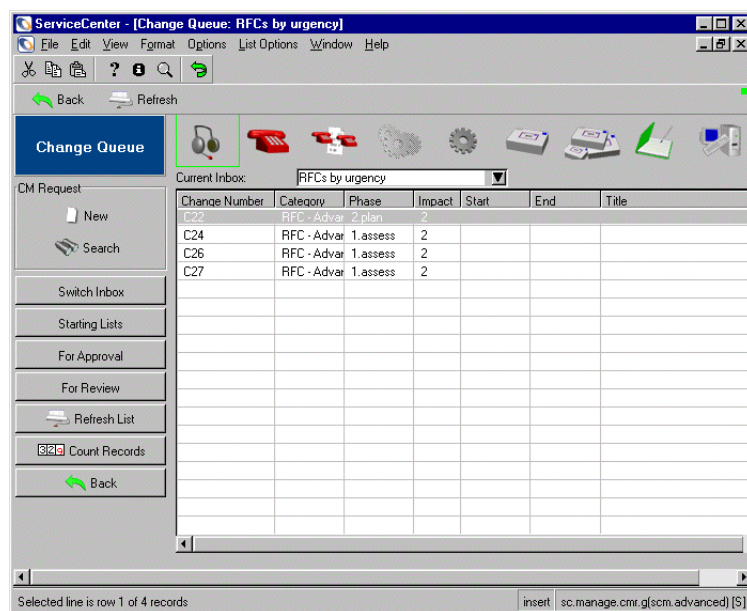 ServiceCenter - [Change Queue: RFCs by urgency]
File Edit View Format Options List Options Window Help
Back Refresh
Change Queue
Current Inbox: RFCs by urgency
CM Request
New
Search
Switch Inbox
Starting Lists
For Approval
For Review
Refresh List
329 Count Records
Back
Change Number Category Phase Impact Start End Title
C22 RFC - Advar 2.plan 2
C24 RFC - Advar 1.assess 2
C26 RFC - Advar 1.assess 2
C27 RFC - Advar 1.assess 2
Selected line is row 1 of 4 records
insert sc.manage.cmr.g(scm.advanced) [S]